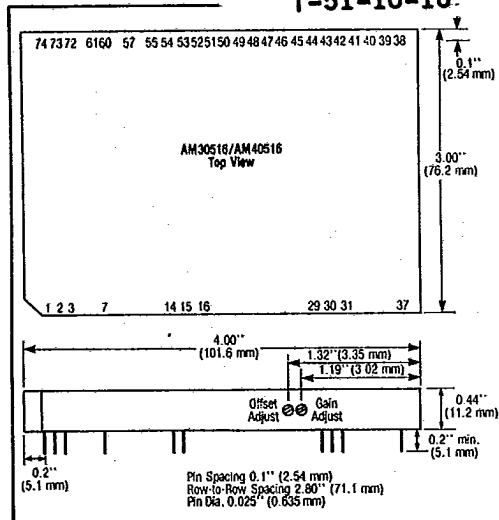 T-51-10-16
74 73 72 61 60 57 55 54 53 52 51 50 49 48 47 46 45 44 43 42 41 40 39 38
0.1''
(2.54 mm)
AM30516/AM40516
Top View
3.00''
(76.2 mm)
1 2 3 7 14 15 16 29 30 31 37
4.00''
(101.6 mm)
1.32'' (3.35 mm)
1.19'' (3 02 mm)
Offset
Adjust
Gain
Adjust
0.44''
(11.2 mm)
0.2'' min.
(5.1 mm)
0.2''
(5.1 mm)
Pin Spacing 0.1'' (2.54 mm)
Row-to-Row Spacing 2.80'' (71.1 mm)
Pin Dia. 0.025'' (0.635 mm)